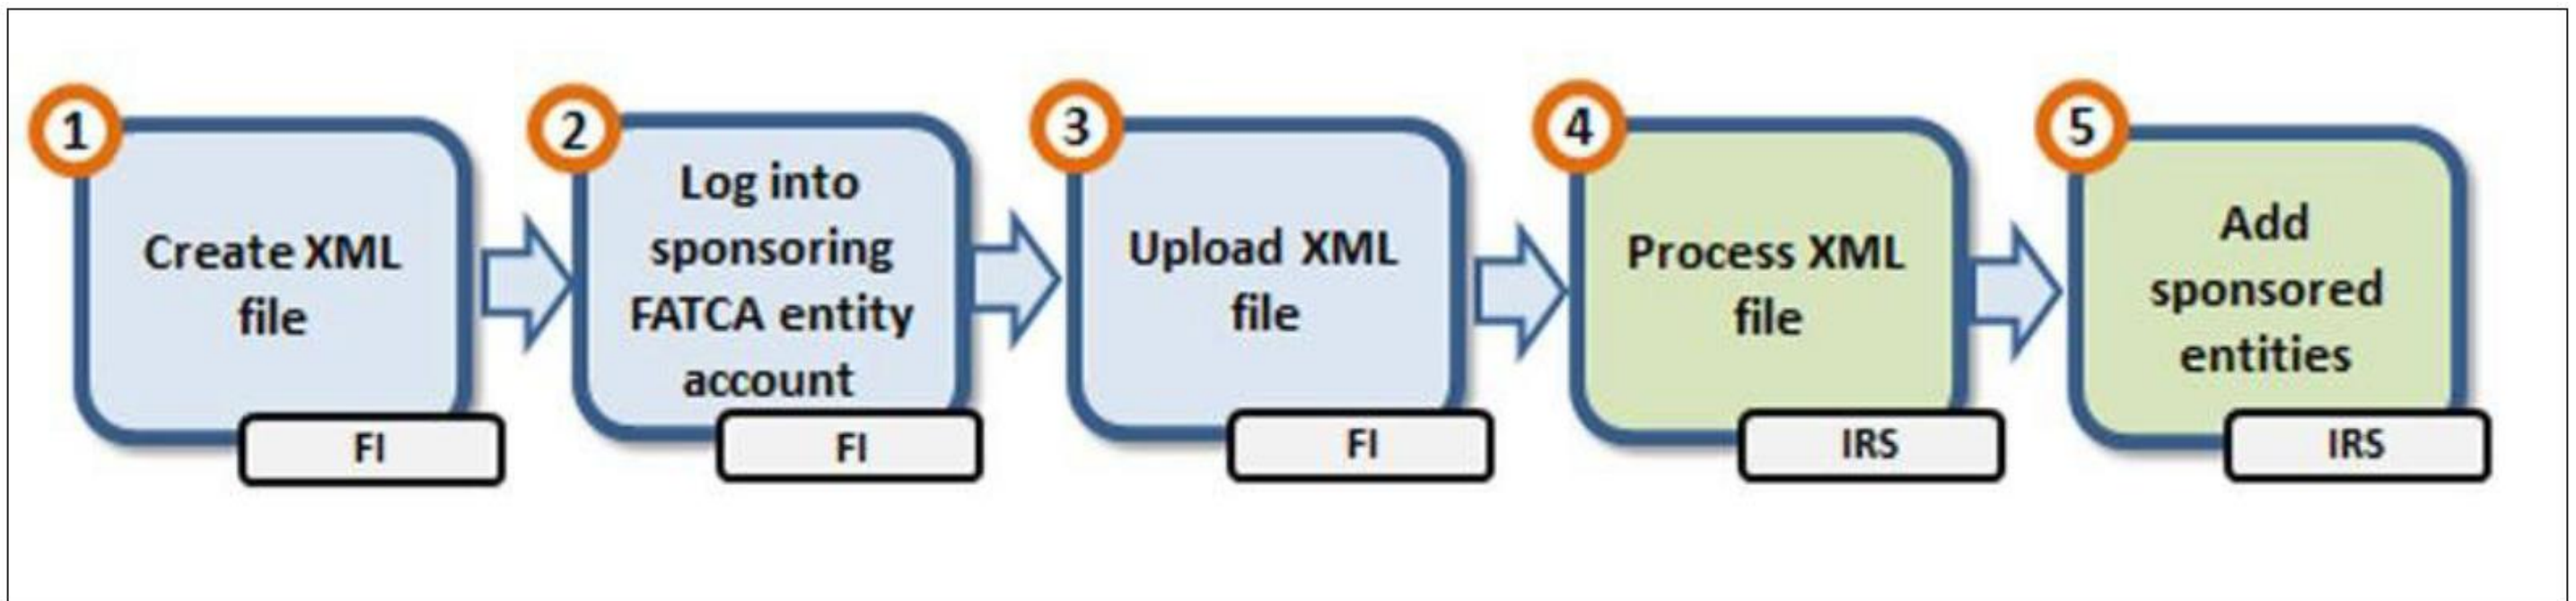 1
Create XML
file
FI
2
Log into
sponsoring
FATCA entity
account
FI
3
Upload XML
file
FI
4
Process XML
file
IRS
5
Add
sponsored
entities
IRS